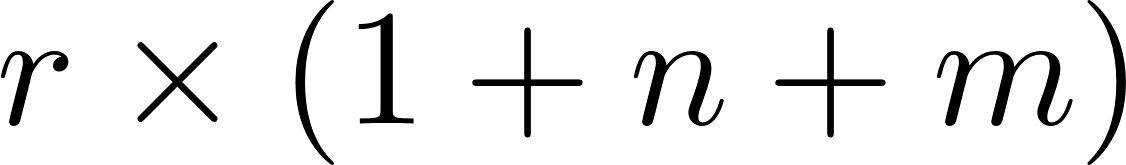 r × (1 + n + m)